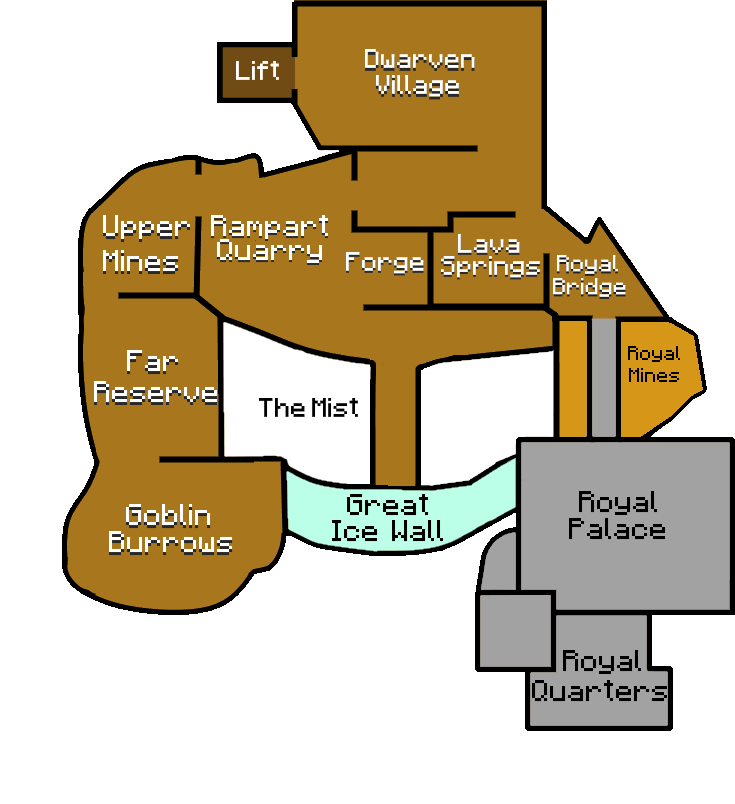 Lift
Dwarven
Village
Upper
Mines
Rampart
Quarry
Forge
Lava
Springs
Royal
Bridge
Far
Reserve
The Mist
Royal
Mines
Goblin
Burrows
Great
Ice Wall
Royal
Palace
Royal
Quarters